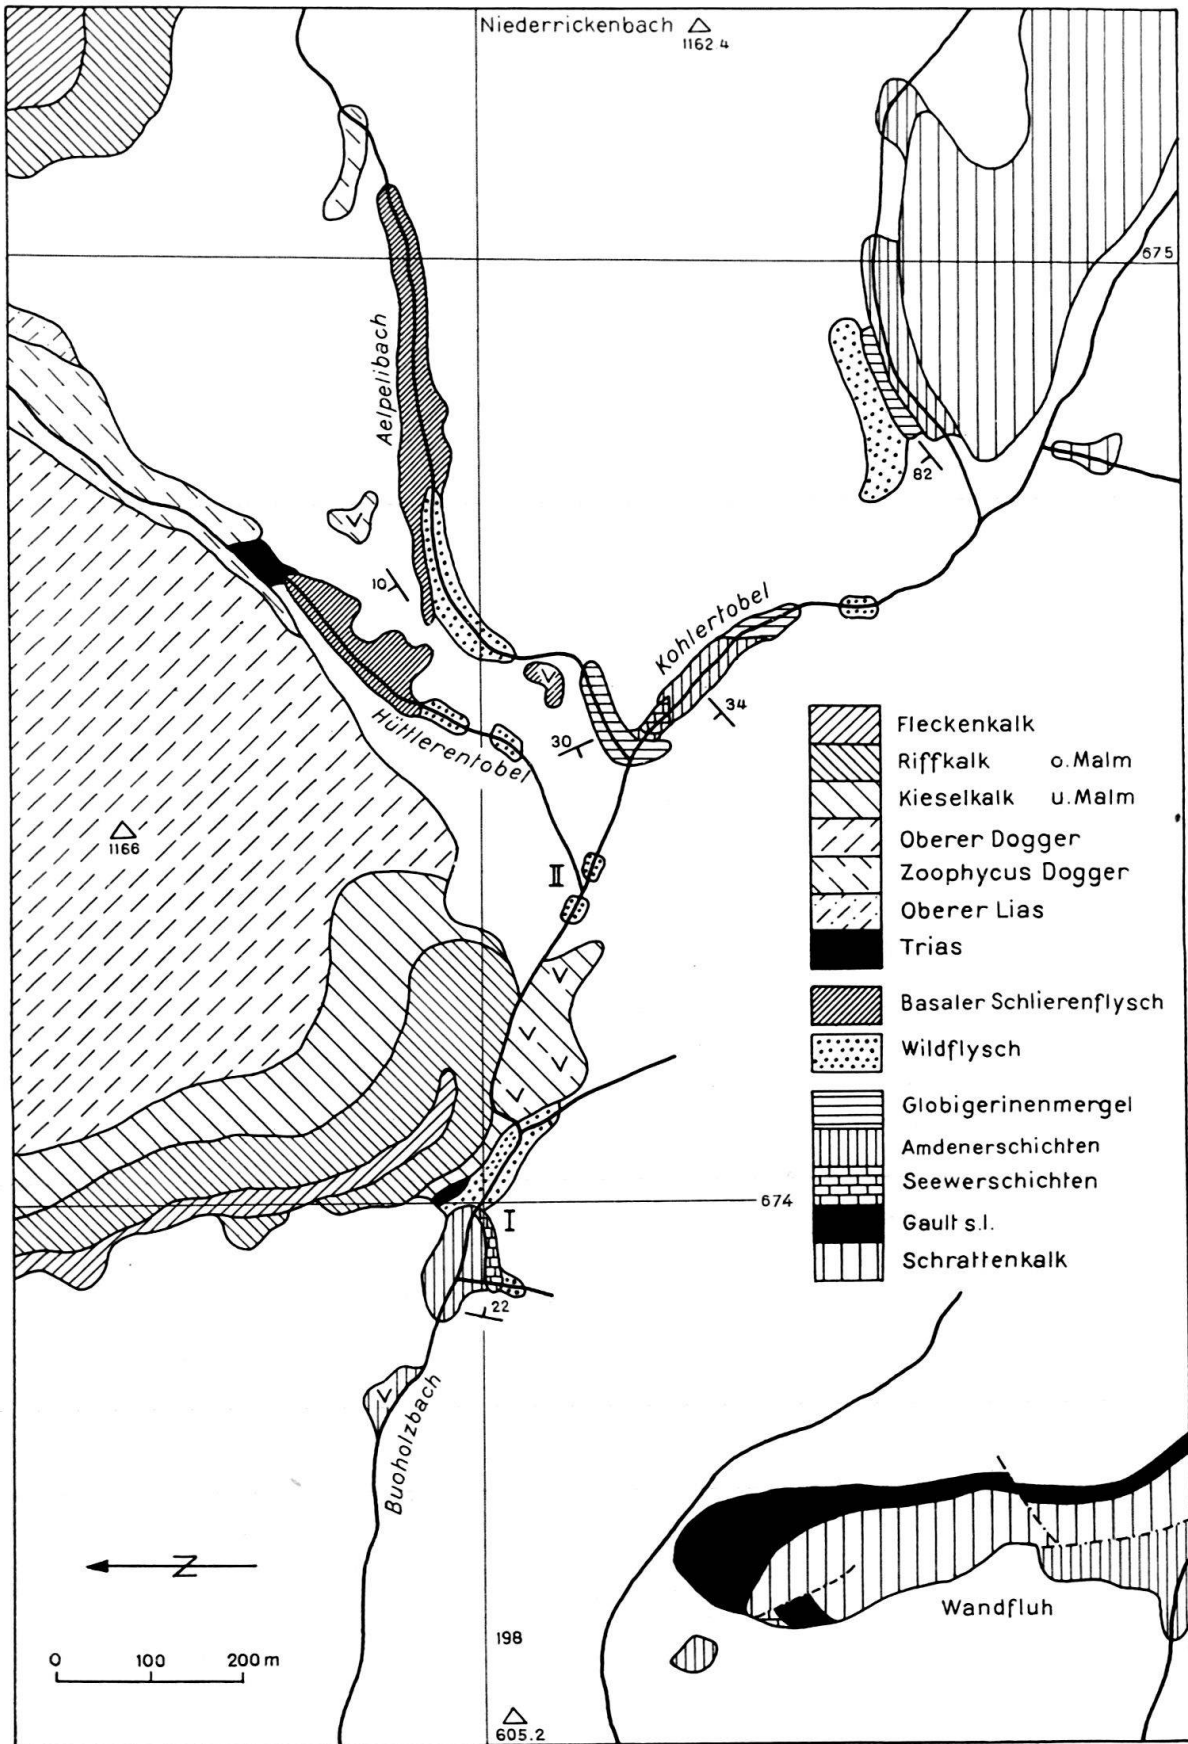 Niederrickenbach
1162.4
675
Aelpelibach
82
10
Kohlertobel
34
30
Hüttlerentobel
1166
II
Fleckenkalk
Riffkalk o. Malm
Kieselkalk u. Malm
Oberer Dogger
Zoophycus Dogger
Oberer Lias
Trias
Basaler Schlierenflysch
Wildflysch
Globigerinenmergel
Amdenerschichten
Seewerschichten
Gault s.l.
Schrattenkalk
674
I
22
Buoholzbach
N
Wandfluh
198
0 100 200 m
605.2